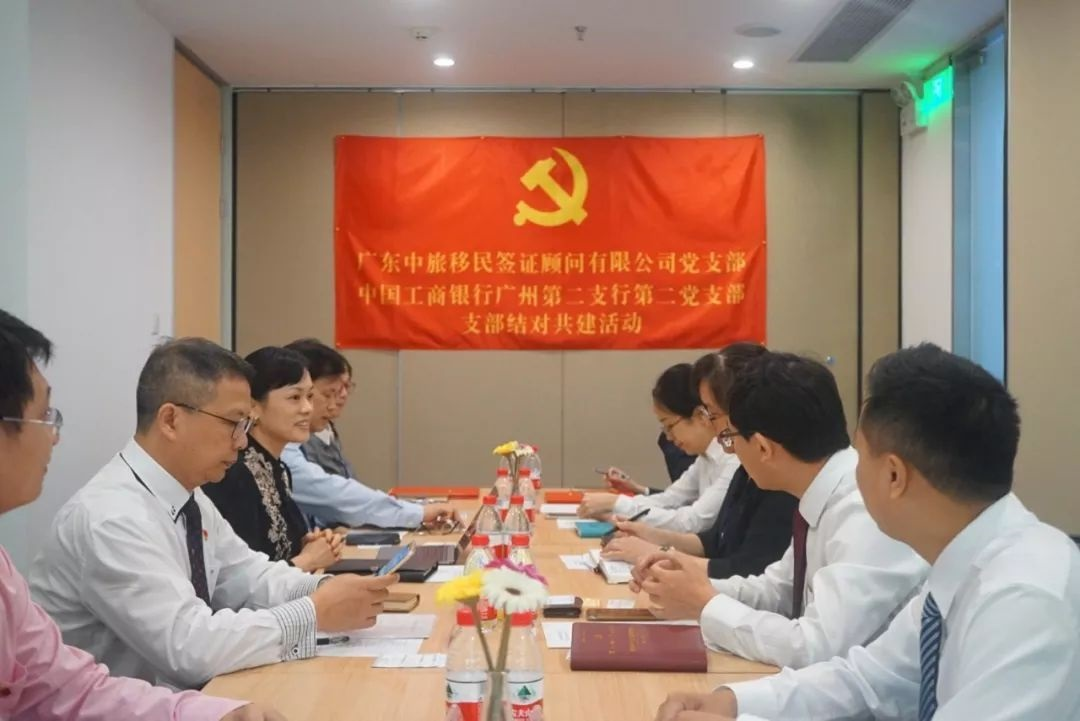 广东中旅移民签证顾问有限公司党支部
中国工商银行广州第二支行第二党支部
支部结对共建活动